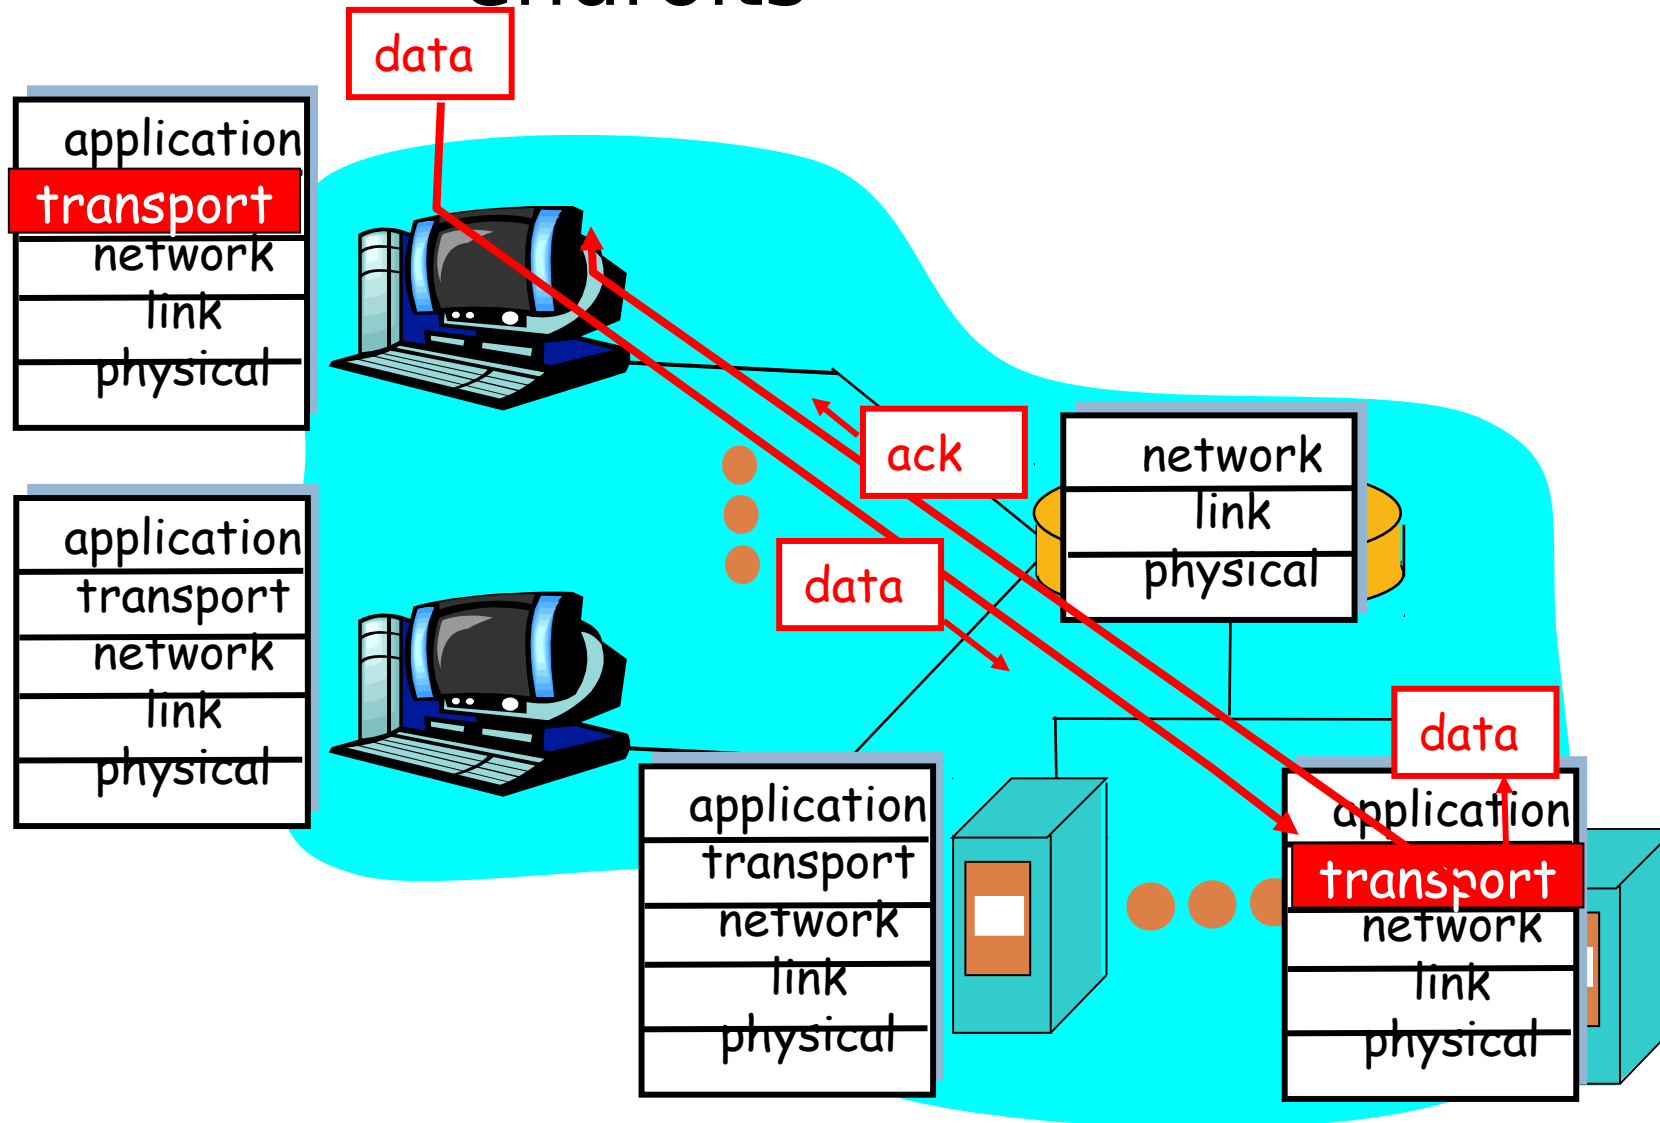 endroits
data
application
transport
network
link
physical
ack
data
network
link
physical
application
transport
network
link
physical
data
application
transport
network
link
physical
application
transport
network
link
physical